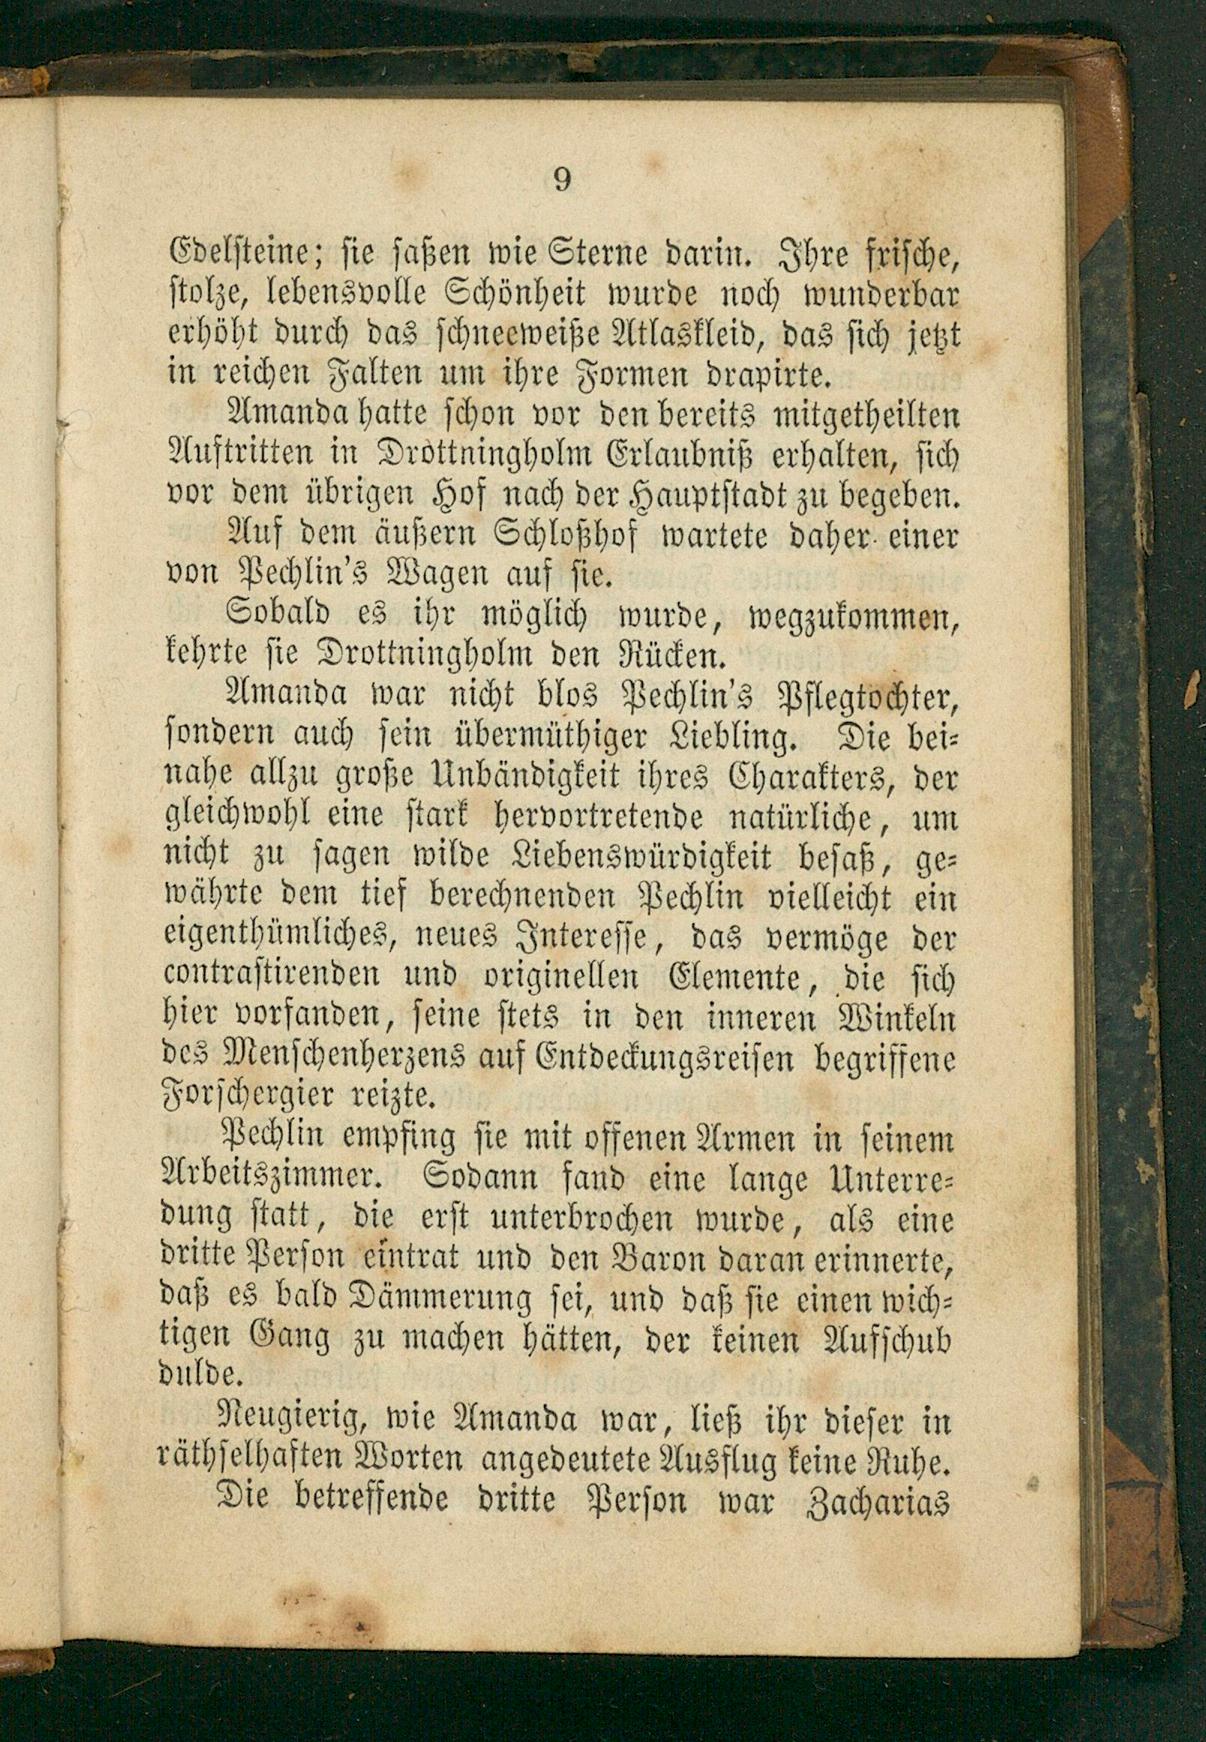 9
Edelsteine; sie saßen wie Sterne darin. Ihre frische,
stolze, lebensvolle Schönheit wurde noch wunderbar
erhöht durch das schneeweiße Atlaskleid, das sich jetzt
in reichen Falten um ihre Formen drapirte.
Amanda hatte schon vor den bereits mitgetheilten
Auftritten in Drottningholm Erlaubniß erhalten, sich
vor dem übrigen Hof nach der Hauptstadt zu begeben.
Auf dem äußern Schloßhof wartete daher einer
von Pechlin's Wagen auf sie.
Sobald es ihr möglich wurde, wegzukommen,
kehrte sie Drottningholm den Rücken.
Amanda war nicht blos Pechlin's Pflegtochter,
sondern auch sein übermüthiger Liebling. Die bei-
nahe allzu große Unbändigkeit ihres Charakters, der
gleichwohl eine stark hervortretende natürliche, um
nicht zu sagen wilde Liebenswürdigkeit besaß, ge-
währte dem tief berechnenden Pechlin vielleicht ein
eigenthümliches, neues Interesse, das vermöge der
contrastirenden und originellen Elemente, die sich
hier vorfanden, seine stets in den inneren Winkeln
des Menschenherzens auf Entdeckungsreisen begriffene
Forschergier reizte.
Pechlin empfing sie mit offenen Armen in seinem
Arbeitszimmer. Sodann fand eine lange Unterre-
dung statt, die erst unterbrochen wurde, als eine
dritte Person eintrat und den Baron daran erinnerte,
daß es bald Dämmerung sei, und daß sie einen wich-
tigen Gang zu machen hätten, der keinen Aufschub
dulde.
Neugierig, wie Amanda war, ließ ihr dieser in
räthselhaften Worten angedeutete Ausflug keine Ruhe.
Die betreffende dritte Person war Zacharias